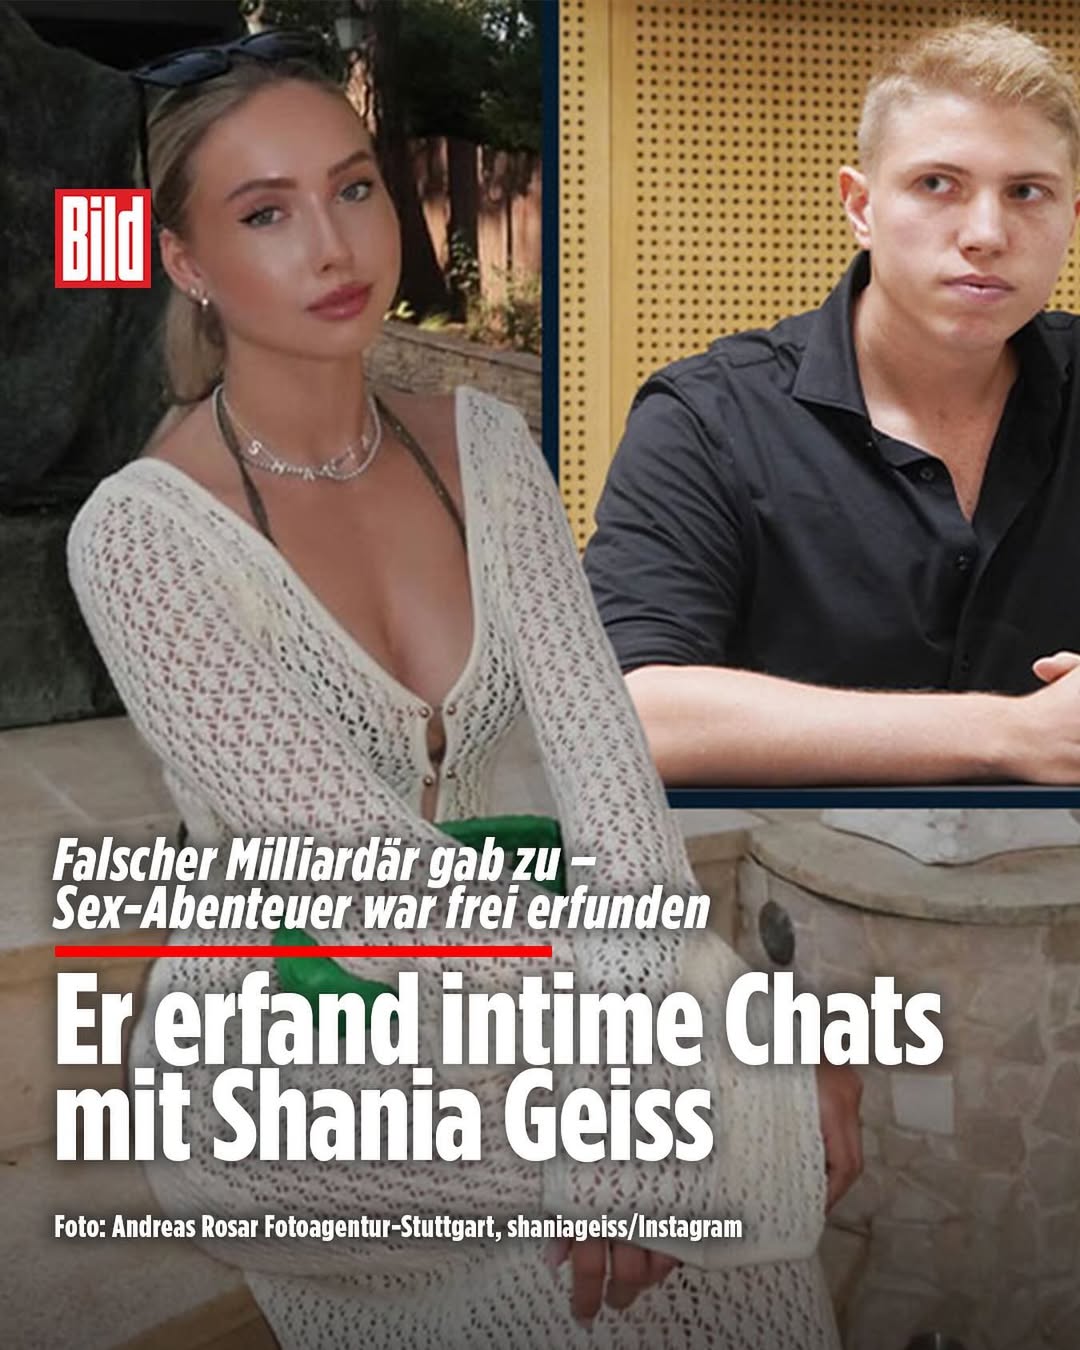 Bild
SHANIA
Falscher Milliardär gab zu –
Sex-Abenteuer war frei erfunden
Er erfand intime Chats
mit Shania Geiss
Foto: Andreas Rosar Fotoagentur-Stuttgart, shaniageiss/Instagram